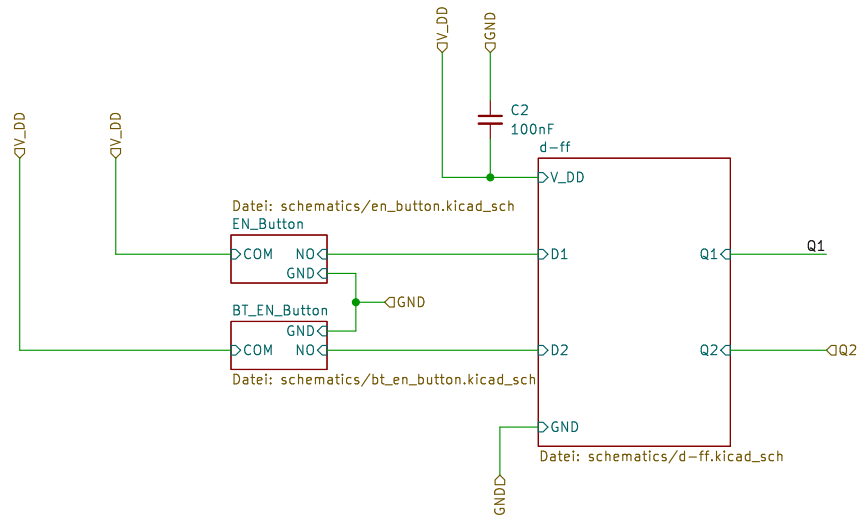 V_DD
GND
V_DD
V_DD
C2
100nF
d-ff
V_DD
Datei: schematics/en_button.kicad_sch
EN_Button
COM
NO
GND
D1
Q1
Q1
GND
BT_EN_Button
GND
COM
NO
D2
Q2
Q2
Datei: schematics/bt_en_button.kicad_sch
GND
Datei: schematics/d-ff.kicad_sch
GNDD